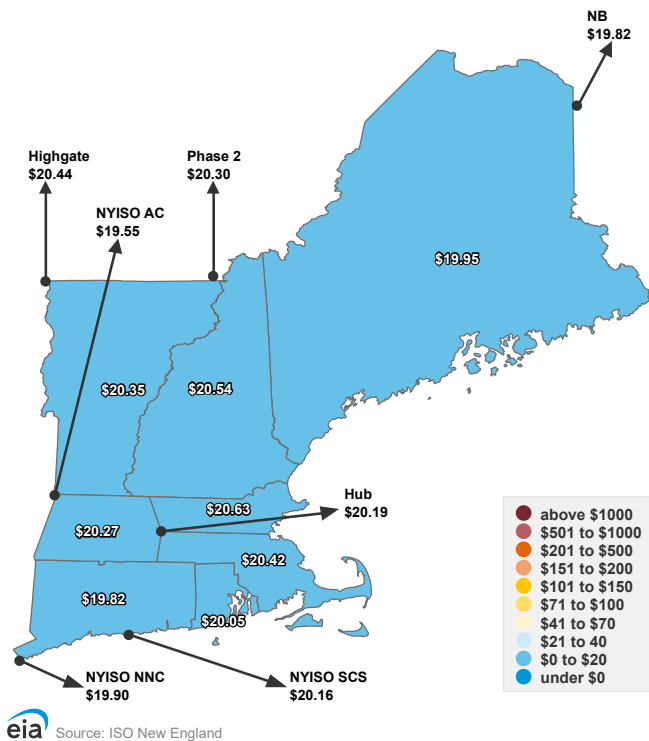 NB
$19.82
Highgate
$20.44
Phase 2
$20.30
NYISO AC
$19.55
$19.95
$20.35
$20.54
Hub
$20.19
$20.63
$20.27
$20.42
$19.82
$20.05
NYISO NNC
$19.90
NYISO SCS
$20.16
above $1000
$501 to $1000
$201 to $500
$151 to $200
$101 to $150
$71 to $100
$41 to $70
$21 to 40
$0 to $20
under $0
eia Source: ISO New England